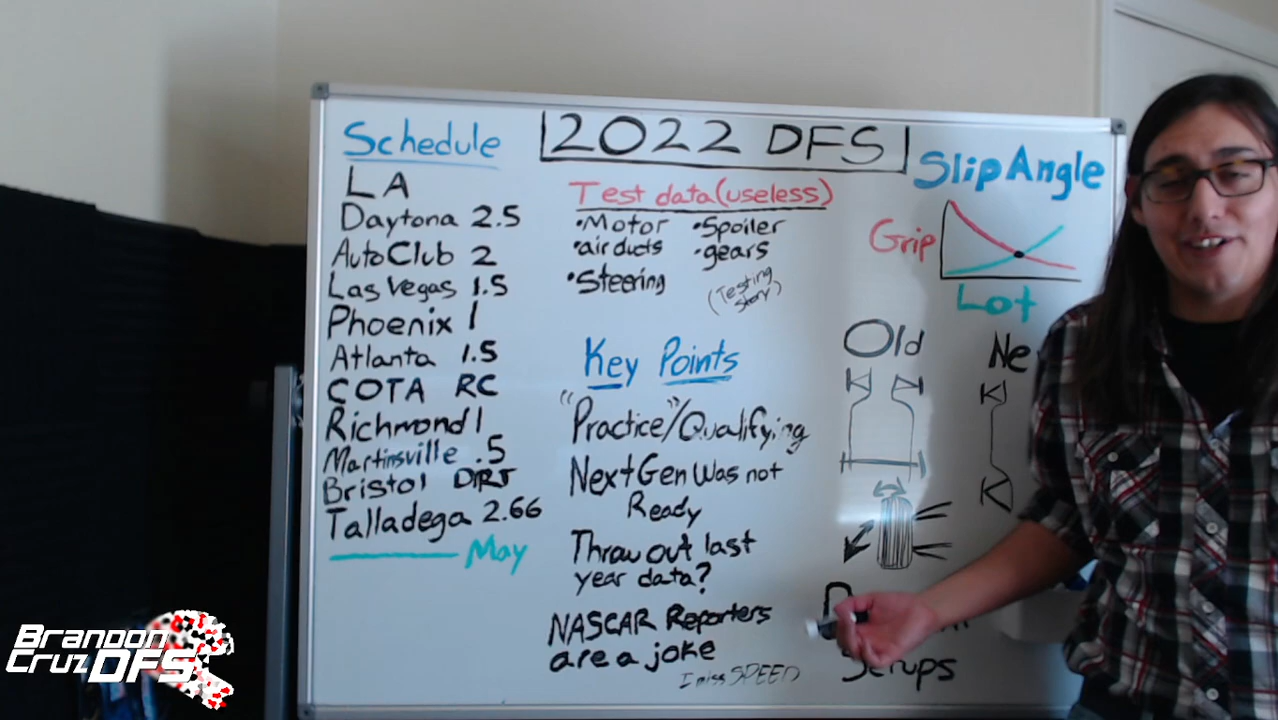 2022 DFS
Schedule
LA
Daytona 2.5
AutoClub 2
Las Vegas 1.5
Phoenix 1
Atlanta 1.5
COTA RC
Richmond 1
Martinsville .5
Bristol DIRT
Talladega 2.66
May
Test data (useless)
•Motor •Spoiler
•air ducts •gears
•Steering
(Testing
Story)
Key Points
"Practice"/Qualifying
Next Gen Was not
Ready
Throw out last
year data?
NASCAR Reporters
are a joke
I miss SPEED
Slip Angle
Grip
Lot
Old Ne
Brandon
Cruz DFS